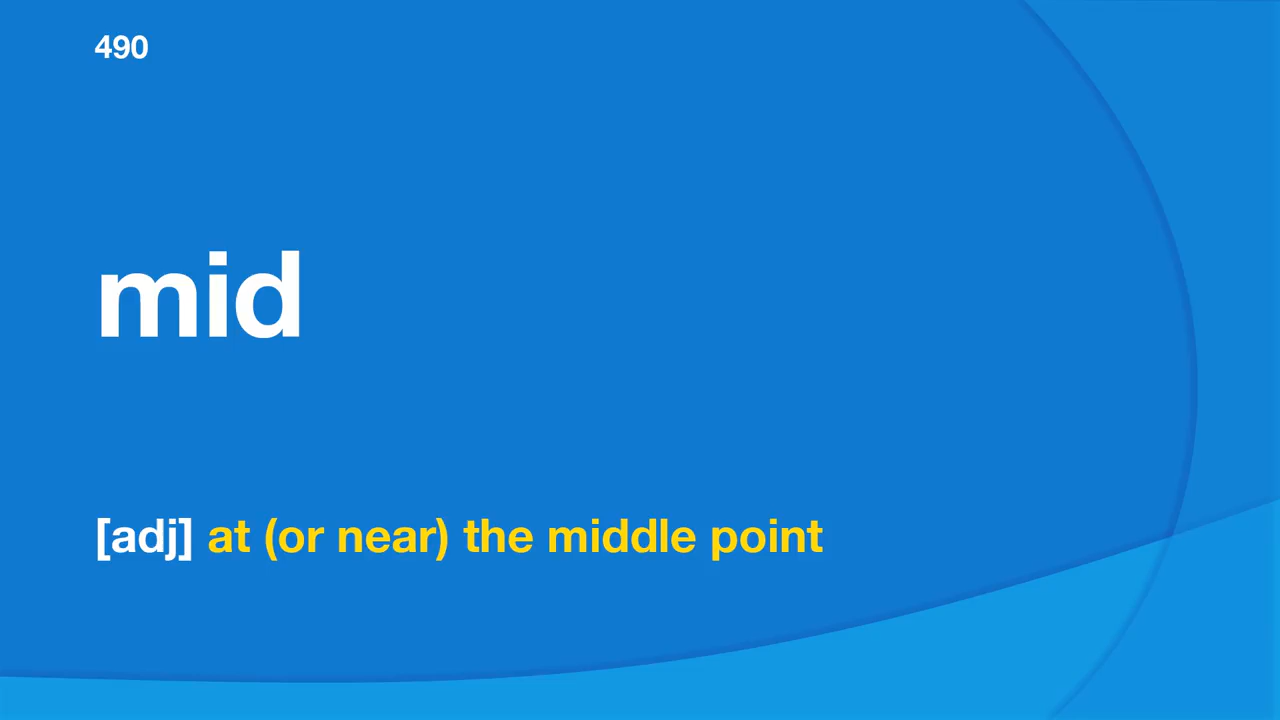 490
mid
[adj] at (or near) the middle point